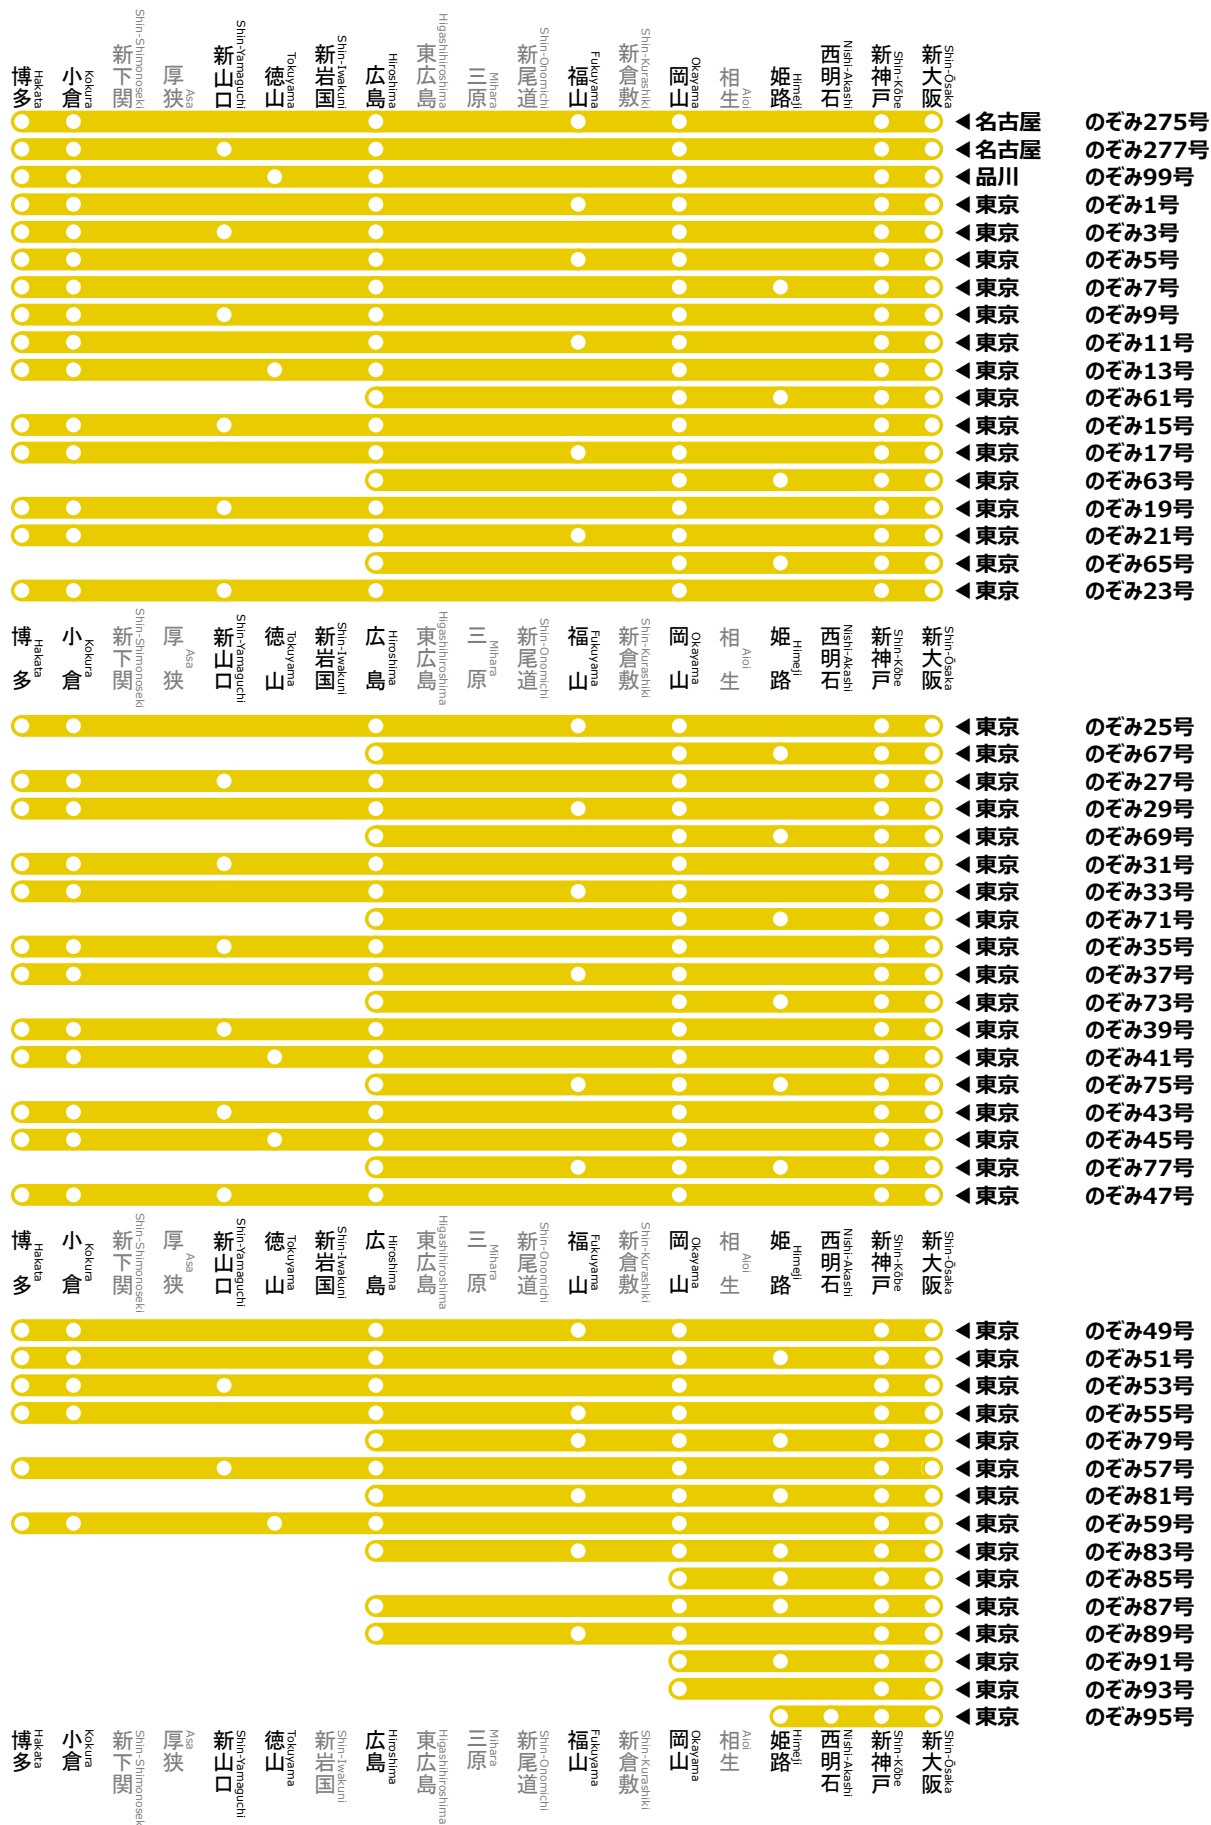 博多 Hakata 小倉 Kokura 新下関 Shin-Shimonoseki 厚狭 Asa 新山口 Shin-Yamaguchi 徳山 Tokuyama 新岩国 Shin-Iwakuni 広島 Hiroshima 東広島 Higashihiroshima 三原 Mihara 新尾道 Shin-Onomichi 福山 Fukuyama 新倉敷 Shin-Kurashiki 岡山 Okayama 相生 Aioi 姫路 Himeji 西明石 Nishi-Akashi 新神戸 Shin-Kōbe 新大阪 Shin-Ōsaka
◀名古屋 のぞみ275号
◀名古屋 のぞみ277号
◀品川 のぞみ99号
◀東京 のぞみ1号
◀東京 のぞみ3号
◀東京 のぞみ5号
◀東京 のぞみ7号
◀東京 のぞみ9号
◀東京 のぞみ11号
◀東京 のぞみ13号
◀東京 のぞみ61号
◀東京 のぞみ15号
◀東京 のぞみ17号
◀東京 のぞみ63号
◀東京 のぞみ19号
◀東京 のぞみ21号
◀東京 のぞみ65号
◀東京 のぞみ23号
博多 Hakata 小倉 Kokura 新下関 Shin-Shimonoseki 厚狭 Asa 新山口 Shin-Yamaguchi 徳山 Tokuyama 新岩国 Shin-Iwakuni 広島 Hiroshima 東広島 Higashihiroshima 三原 Mihara 新尾道 Shin-Onomichi 福山 Fukuyama 新倉敷 Shin-Kurashiki 岡山 Okayama 相生 Aioi 姫路 Himeji 西明石 Nishi-Akashi 新神戸 Shin-Kōbe 新大阪 Shin-Ōsaka
◀東京 のぞみ25号
◀東京 のぞみ67号
◀東京 のぞみ27号
◀東京 のぞみ29号
◀東京 のぞみ69号
◀東京 のぞみ31号
◀東京 のぞみ33号
◀東京 のぞみ71号
◀東京 のぞみ35号
◀東京 のぞみ37号
◀東京 のぞみ73号
◀東京 のぞみ39号
◀東京 のぞみ41号
◀東京 のぞみ75号
◀東京 のぞみ43号
◀東京 のぞみ45号
◀東京 のぞみ77号
◀東京 のぞみ47号
博多 Hakata 小倉 Kokura 新下関 Shin-Shimonoseki 厚狭 Asa 新山口 Shin-Yamaguchi 徳山 Tokuyama 新岩国 Shin-Iwakuni 広島 Hiroshima 東広島 Higashihiroshima 三原 Mihara 新尾道 Shin-Onomichi 福山 Fukuyama 新倉敷 Shin-Kurashiki 岡山 Okayama 相生 Aioi 姫路 Himeji 西明石 Nishi-Akashi 新神戸 Shin-Kōbe 新大阪 Shin-Ōsaka
◀東京 のぞみ49号
◀東京 のぞみ51号
◀東京 のぞみ53号
◀東京 のぞみ55号
◀東京 のぞみ79号
◀東京 のぞみ57号
◀東京 のぞみ81号
◀東京 のぞみ59号
◀東京 のぞみ83号
◀東京 のぞみ85号
◀東京 のぞみ87号
◀東京 のぞみ89号
◀東京 のぞみ91号
◀東京 のぞみ93号
◀東京 のぞみ95号
博多 Hakata 小倉 Kokura 新下関 Shin-Shimonosek 厚狭 Asa 新山口 Shin-Yamaguchi 徳山 Tokuyama 新岩国 Shin-Iwakuni 広島 Hiroshima 東広島 Higashihiroshima 三原 Mihara 新尾道 Shin-Onomichi 福山 Fukuyama 新倉敷 Shin-Kurashiki 岡山 Okayama 相生 Aioi 姫路 Himeji 西明石 Nishi-Akashi 新神戸 Shin-Kōbe 新大阪 Shin-Ōsaka